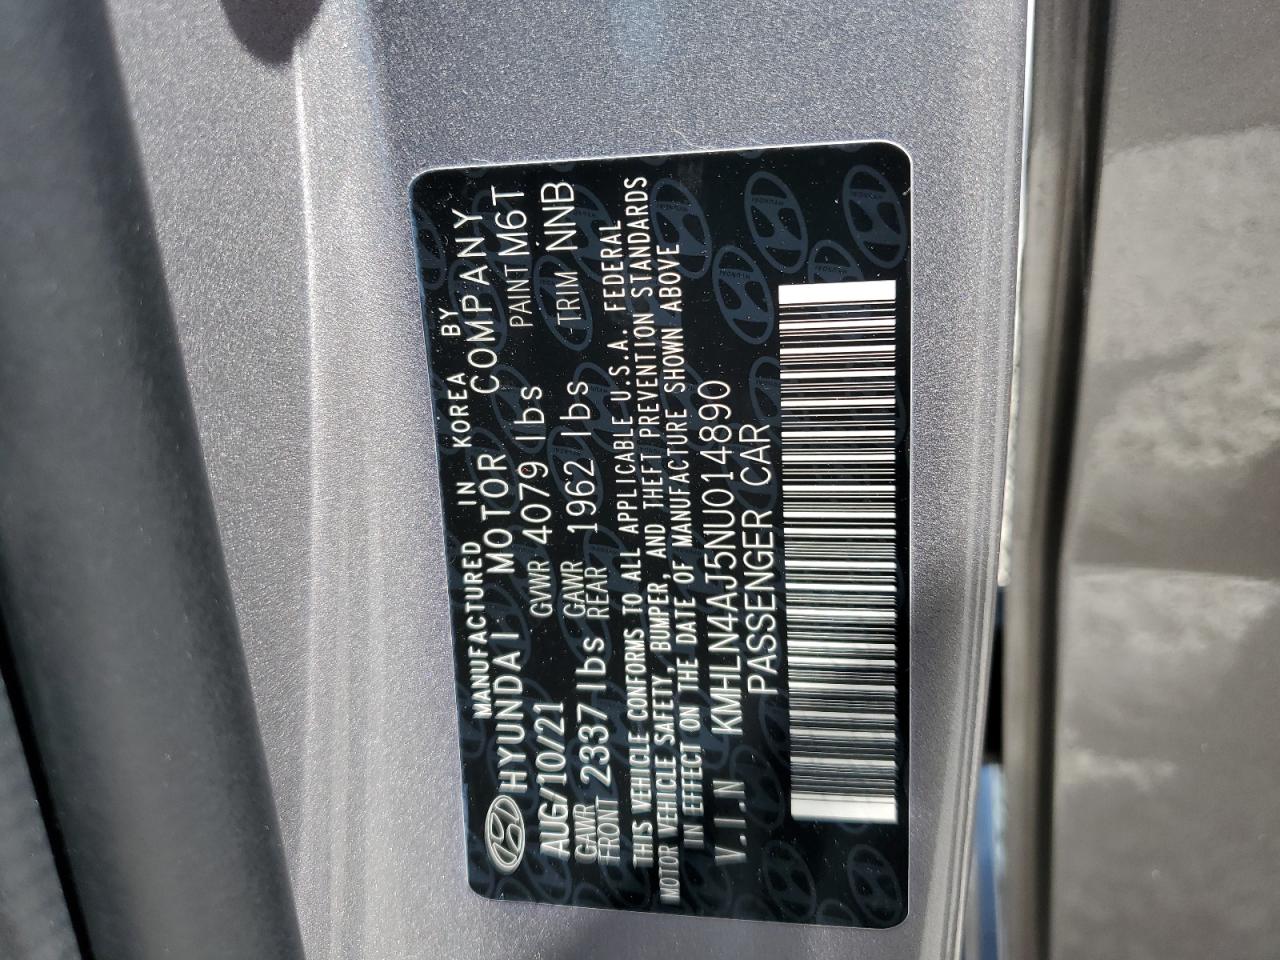 MANUFACTURED IN KOREA BY
HYUNDAI MOTOR COMPANY
AUG/10/21 GVWR 4079 lbs PAINT M6T
GAWR FRONT 2337 lbs GAWR REAR 1962 lbs TRIM NNB
THIS VEHICLE CONFORMS TO ALL APPLICABLE U.S.A. FEDERAL
MOTOR VEHICLE SAFETY, BUMPER, AND THEFT PREVENTION STANDARDS
IN EFFECT ON THE DATE OF MANUFACTURE SHOWN ABOVE
V.I.N KMHLN4AJ5NU014890
PASSENGER CAR